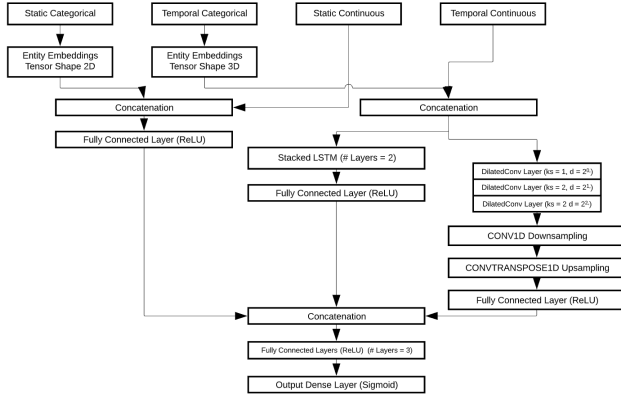 Static Categorical
Temporal Categorical
Static Continuous
Temporal Continuous
Entity Embeddings
Tensor Shape 2D
Entity Embeddings
Tensor Shape 3D
Concatenation
Concatenation
Fully Connected Layer (ReLU)
Stacked LSTM (# Layers = 2)
Fully Connected Layer (ReLU)
DilatedConv Layer (ks = 1, d = 2⁰)
DilatedConv Layer (ks = 2, d = 2¹)
DilatedConv Layer (ks = 2 d = 2²)
CONV1D Downsampling
CONVTRANSPOSE1D Upsampling
Fully Connected Layer (ReLU)
Concatenation
Fully Connected Layers (ReLU) (# Layers = 3)
Output Dense Layer (Sigmoid)